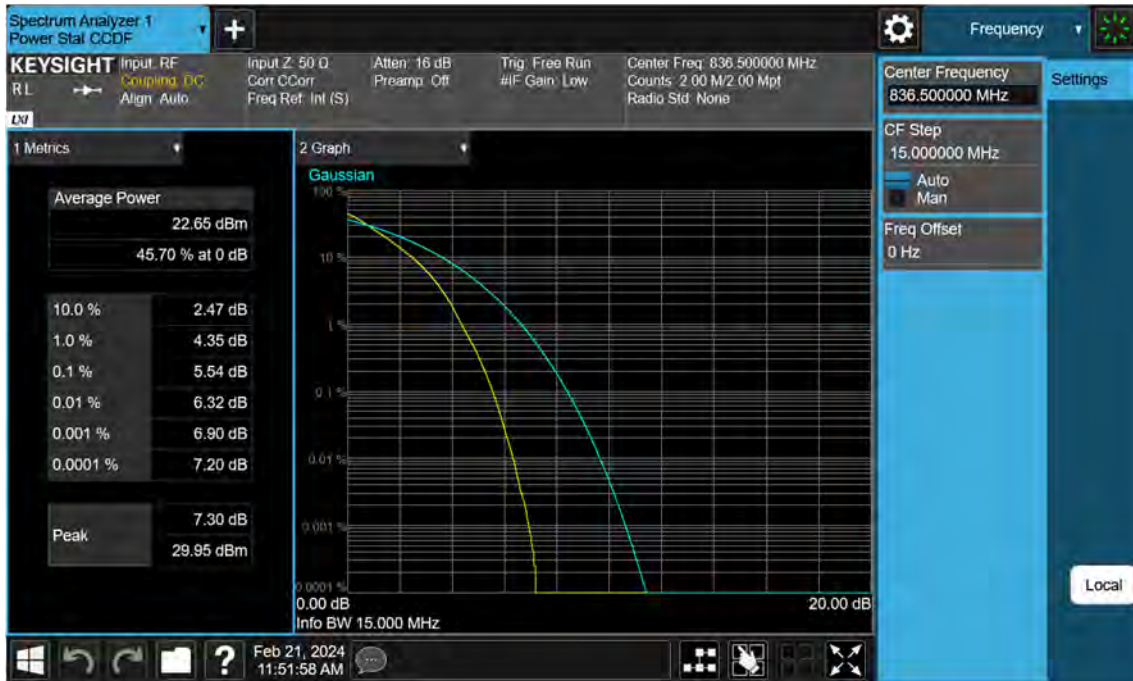 Spectrum Analyzer 1
Power Stat CCDF
+
Frequency
KEYSIGHT
RL
LXI
Input: RF
Coupling: DC
Align: Auto
Input Z: 50 Ω
Corr CCorr
Freq Ref: Int (S)
Atten: 16 dB
Preamp: Off
Trig: Free Run
#IF Gain: Low
Center Freq: 836.500000 MHz
Counts: 2.00 M/2.00 Mpt
Radio Std: None
Center Frequency
836.500000 MHz
Settings
CF Step
15.000000 MHz
Auto
Man
Freq Offset
0 Hz
Local
1 Metrics
Average Power
22.65 dBm
45.70 % at 0 dB
10.0 % 2.47 dB
1.0 % 4.35 dB
0.1 % 5.54 dB
0.01 % 6.32 dB
0.001 % 6.90 dB
0.0001 % 7.20 dB
Peak
7.30 dB
29.95 dBm
2 Graph
Gaussian
100 %
10 %
1 %
0.1 %
0.01 %
0.001 %
0.0001 %
0.00 dB 20.00 dB
Info BW 15.000 MHz
?
Feb 21, 2024
11:51:58 AM